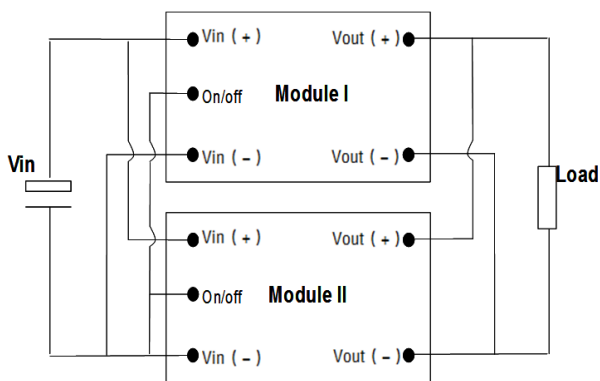 Vin ( + ) Vout ( + )
On/off Module I
Vin ( − ) Vout ( − )
Vin
Load
Vin ( + ) Vout ( + )
On/off Module II
Vin ( − ) Vout ( − )